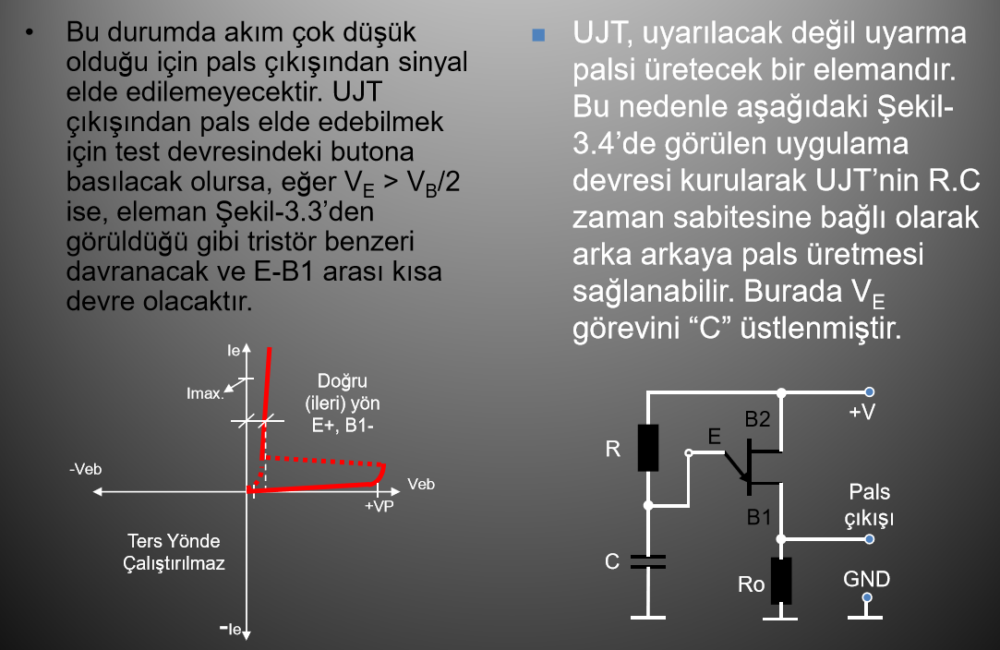 • Bu durumda akım çok düşük
olduğu için pals çıkışından sinyal
elde edilemeyecektir. UJT
çıkışından pals elde edebilmek
için test devresindeki butona
basılacak olursa, eğer VE > VB/2
ise, eleman Şekil-3.3’den
görüldüğü gibi tristör benzeri
davranacak ve E-B1 arası kısa
devre olacaktır.
Ie
Imax.
Doğru
(ileri) yön
E+, B1-
-Veb
Veb
+VP
Ters Yönde
Çalıştırılmaz
-Ie
UJT, uyarılacak değil uyarma
palsi üretecek bir elemandır.
Bu nedenle aşağıdaki Şekil-
3.4’de görülen uygulama
devresi kurularak UJT’nin R.C
zaman sabitesine bağlı olarak
arka arkaya pals üretmesi
sağlanabilir. Burada VE
görevini “C” üstlenmiştir.
+V
B2
E
R
Pals
çıkışı
B1
C
Ro
GND